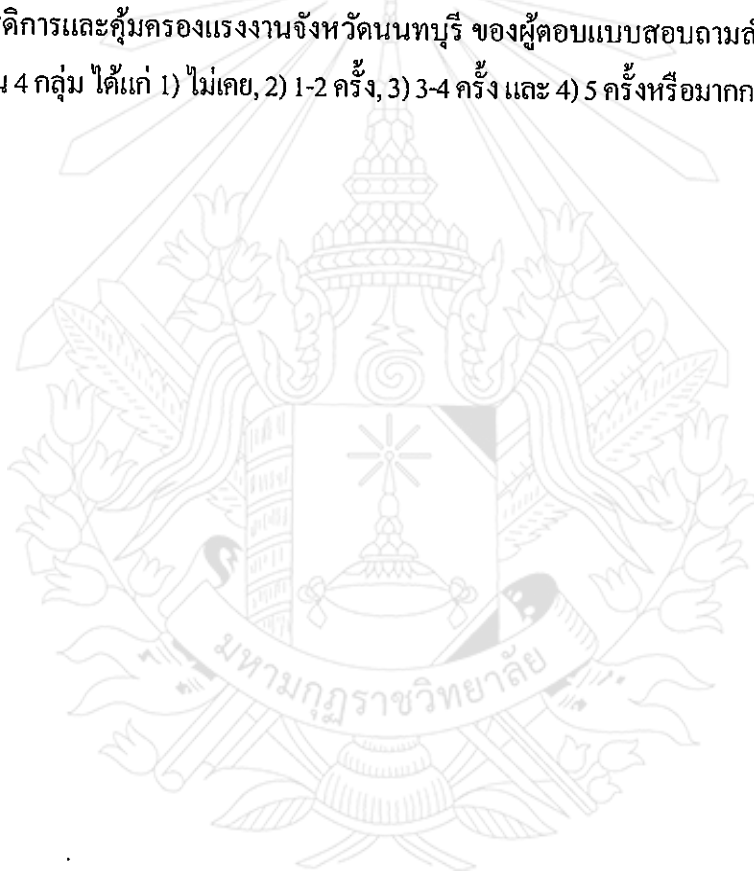 ดิการและคุ้มครองแรงงานจังหวัดนนทบุรี ของผู้ตอบแบบสอบถาม
4 กลุ่ม ได้แก่ 1) ไม่เคย, 2) 1-2 ครั้ง, 3) 3-4 ครั้ง และ 4) 5 ครั้งหรือมาก
มหามกุฏราชวิทยาลัย